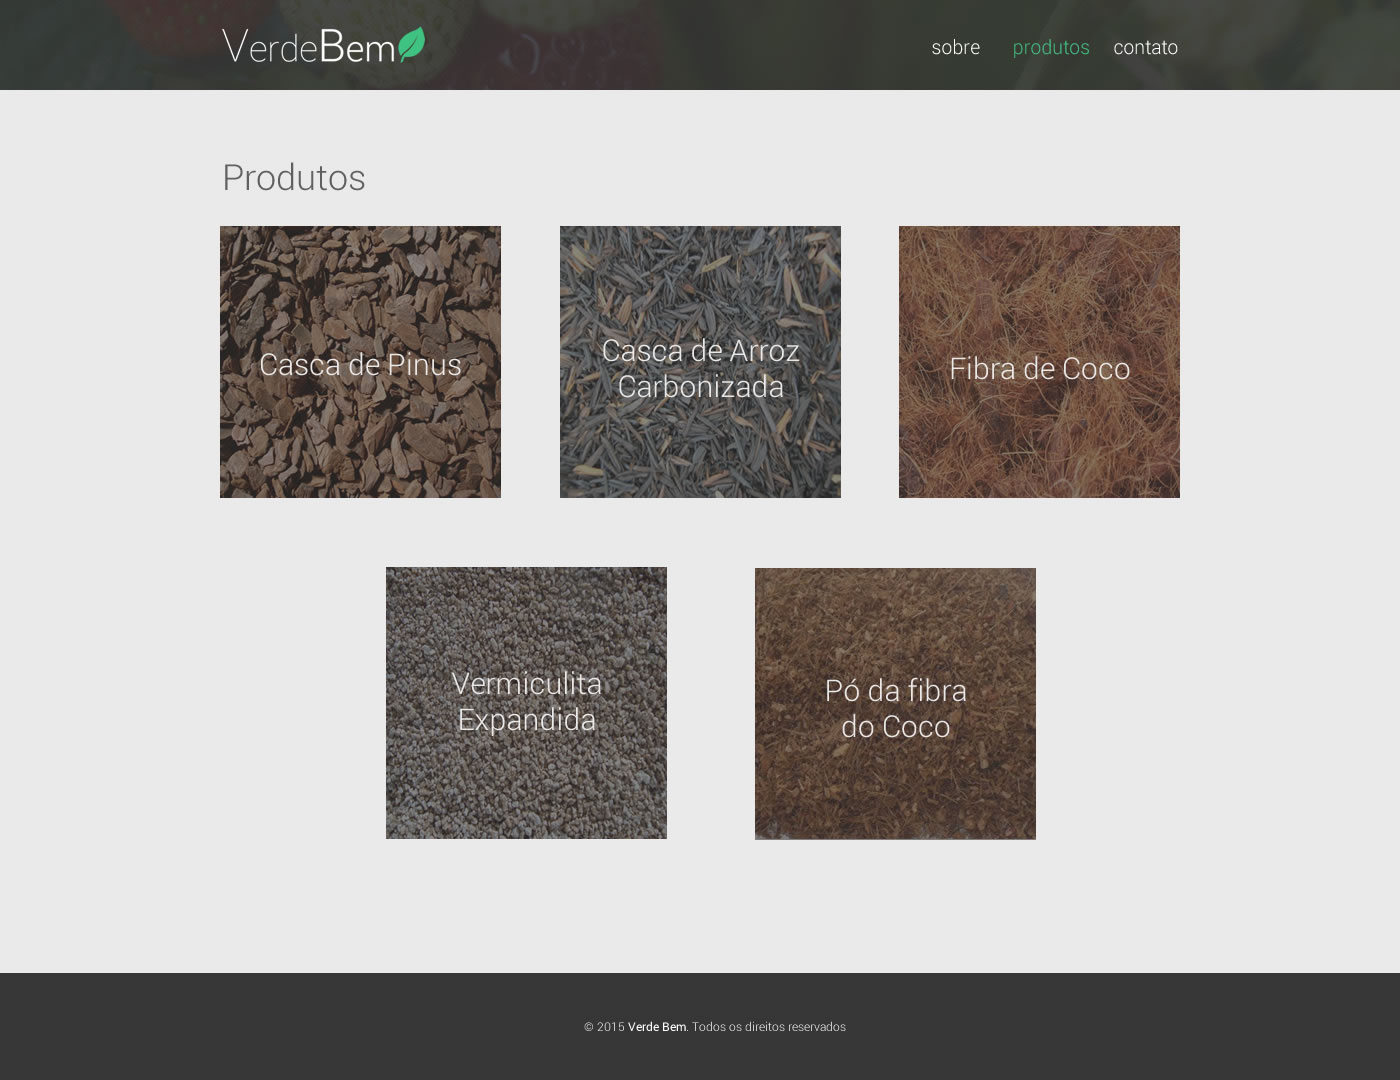 VerdeBem
sobre produtos contato
Produtos
Casca de Pinus
Casca de Arroz
Carbonizada
Fibra de Coco
Vermiculita
Expandida
Pó da fibra
do Coco
© 2015 Verde Bem. Todos os direitos reservados